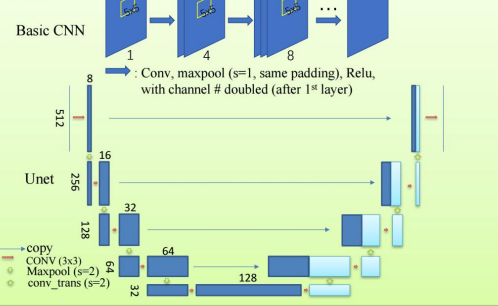 Basic CNN
1
4
8
...
: Conv, maxpool (s=1, same padding), Relu,
with channel # doubled (after 1st layer)
8
512
16
Unet
256
32
128
copy
64
CONV (3x3)
64
Maxpool (s=2)
128
32
conv_trans (s=2)